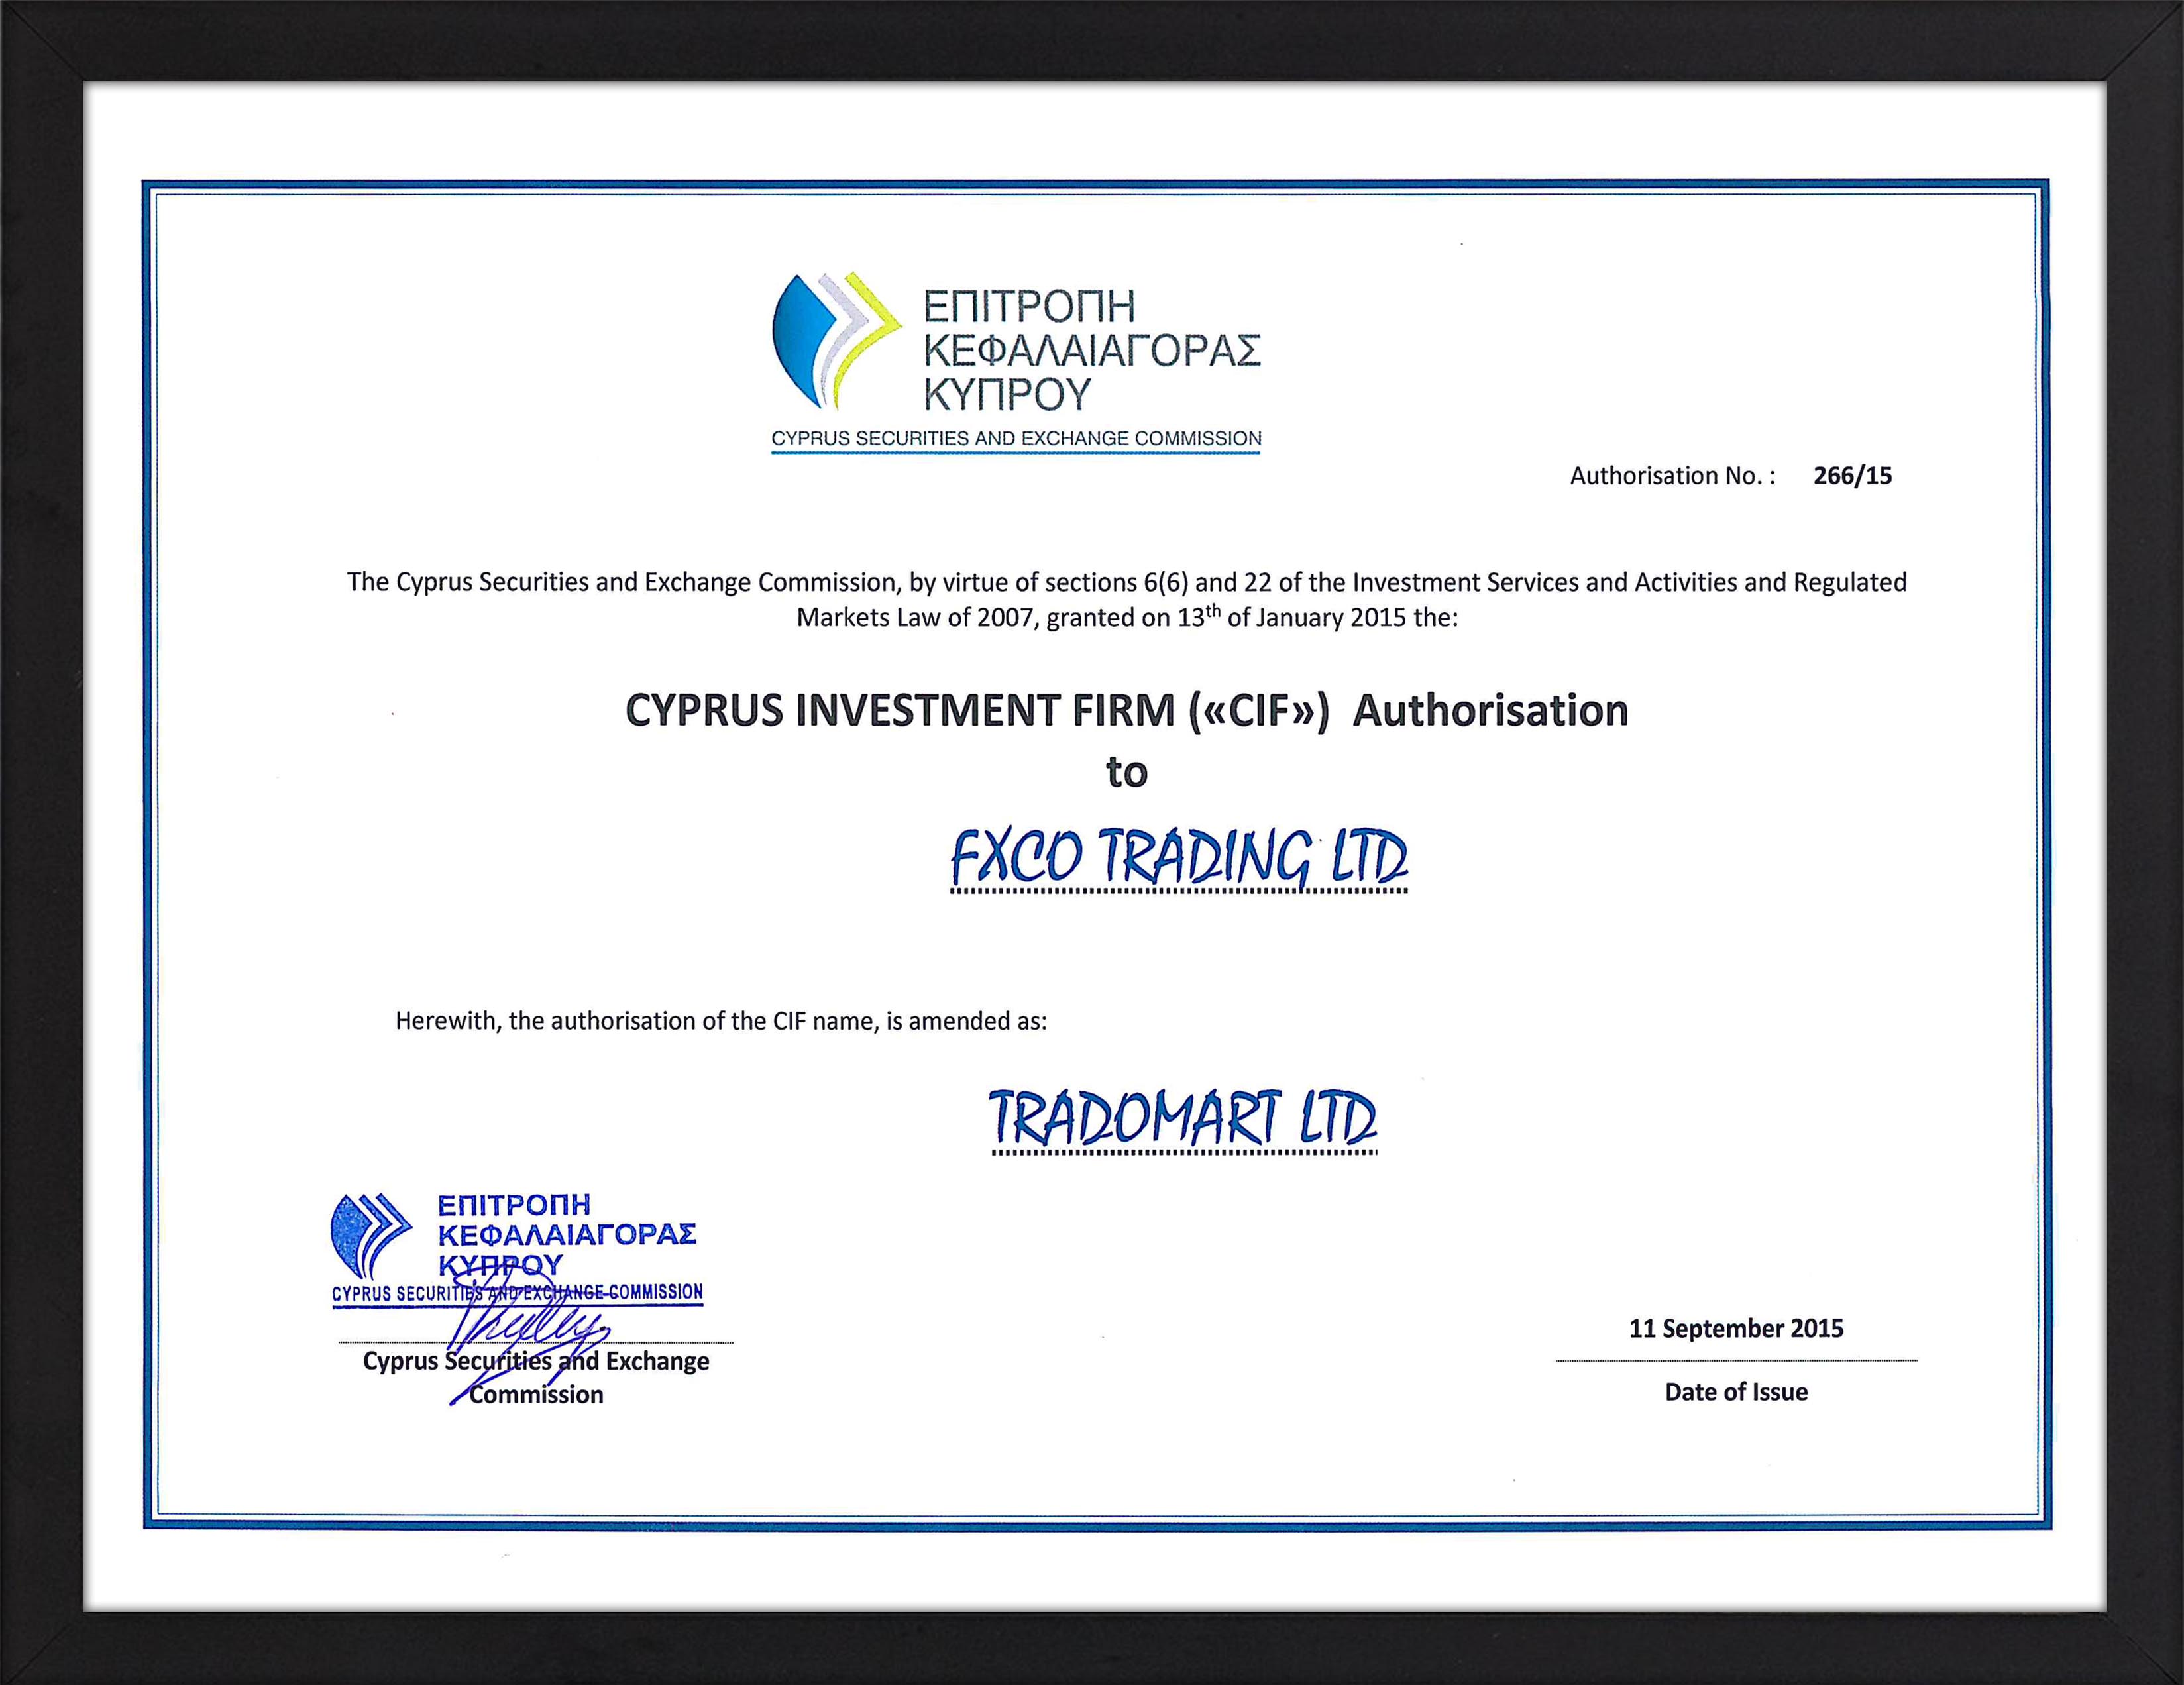 ΕΠΙΤΡΟΠΗ
ΚΕΦΑΛΑΙΑΓΟΡΑΣ
ΚΥΠΡΟΥ
CYPRUS SECURITIES AND EXCHANGE COMMISSION
Authorisation No. : 266/15
The Cyprus Securities and Exchange Commission, by virtue of sections 6(6) and 22 of the Investment Services and Activities and Regulated
Markets Law of 2007, granted on 13th of January 2015 the:
CYPRUS INVESTMENT FIRM («CIF») Authorisation
to
FXCO TRADING LTD
Herewith, the authorisation of the CIF name, is amended as:
TRADOMART LTD
ΕΠΙΤΡΟΠΗ
ΚΕΦΑΛΑΙΑΓΟΡΑΣ
ΚΥΠΡΟΥ
CYPRUS SECURITIES AND EXCHANGE COMMISSION
Cyprus Securities and Exchange
Commission
11 September 2015
Date of Issue